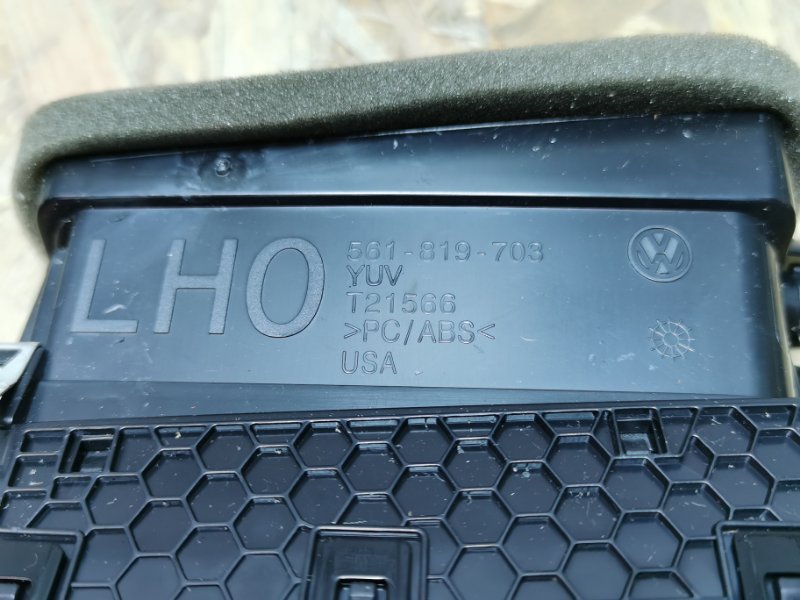 LHO
561-819-703
YUV
T21566
>PC/ABS<
USA